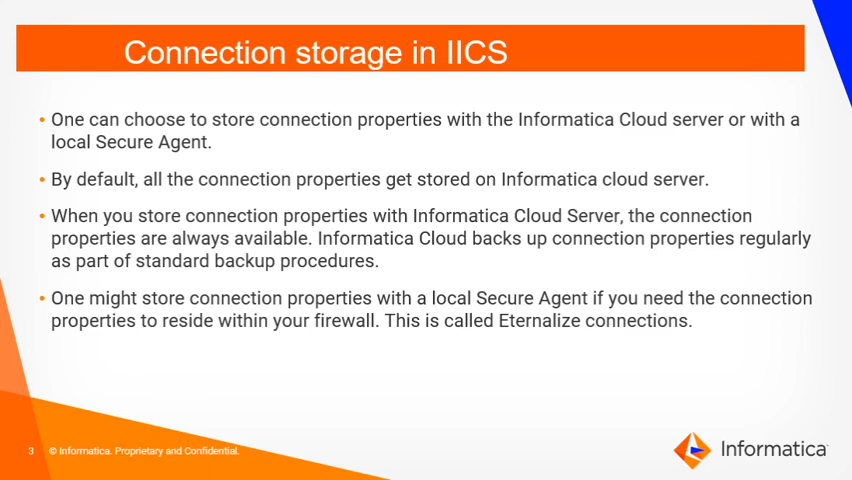 Connection storage in IICS
• One can choose to store connection properties with the Informatica Cloud server or with a
local Secure Agent.
• By default, all the connection properties get stored on Informatica cloud server.
• When you store connection properties with Informatica Cloud Server, the connection
properties are always available. Informatica Cloud backs up connection properties regularly
as part of standard backup procedures.
• One might store connection properties with a local Secure Agent if you need the connection
properties to reside within your firewall. This is called Eternalize connections.
3 © Informatica. Proprietary and Confidential.
Informatica